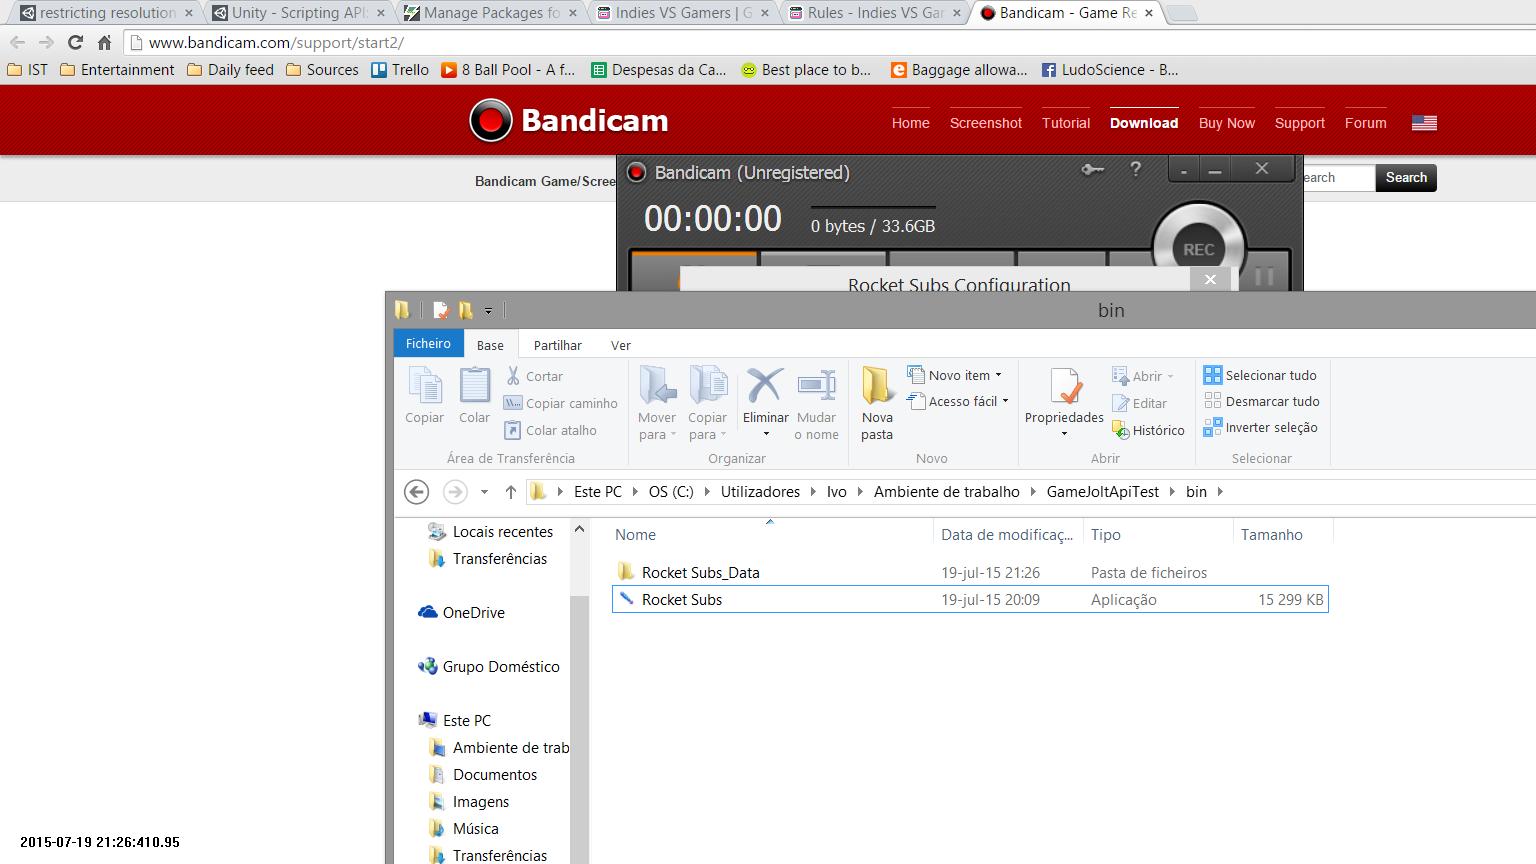 restricting resolution
Unity - Scripting API:
Manage Packages fo
Indies VS Gamers | G
Rules - Indies VS Gar
Bandicam - Game Re
www.bandicam.com/support/start2/
IST
Entertainment
Daily feed
Sources
Trello
8 Ball Pool - A f...
Despesas da Ca...
Best place to b...
Baggage allowa...
LudoScience - B...
Bandicam
Home
Screenshot
Tutorial
Download
Buy Now
Support
Forum
Bandicam Game/Scree
earch
Search
Bandicam (Unregistered)
?
00:00:00
0 bytes / 33.6GB
REC
Rocket Subs Configuration
bin
Ficheiro
Base
Partilhar
Ver
Copiar
Colar
Cortar
Copiar caminho
Colar atalho
Área de Transferência
Mover para
Copiar para
Eliminar
Mudar o nome
Organizar
Nova pasta
Novo item
Acesso fácil
Novo
Propriedades
Abrir
Editar
Histórico
Abrir
Selecionar tudo
Desmarcar tudo
Inverter seleção
Selecionar
Este PC
OS (C:)
Utilizadores
Ivo
Ambiente de trabalho
GameJoltApiTest
bin
Locais recentes
Transferências
OneDrive
Grupo Doméstico
Este PC
Ambiente de trab
Documentos
Imagens
Música
Transferências
Nome Data de modificaç... Tipo Tamanho
Rocket Subs_Data 19-jul-15 21:26 Pasta de ficheiros
Rocket Subs 19-jul-15 20:09 Aplicação 15 299 KB
2015-07-19 21:26:410.95